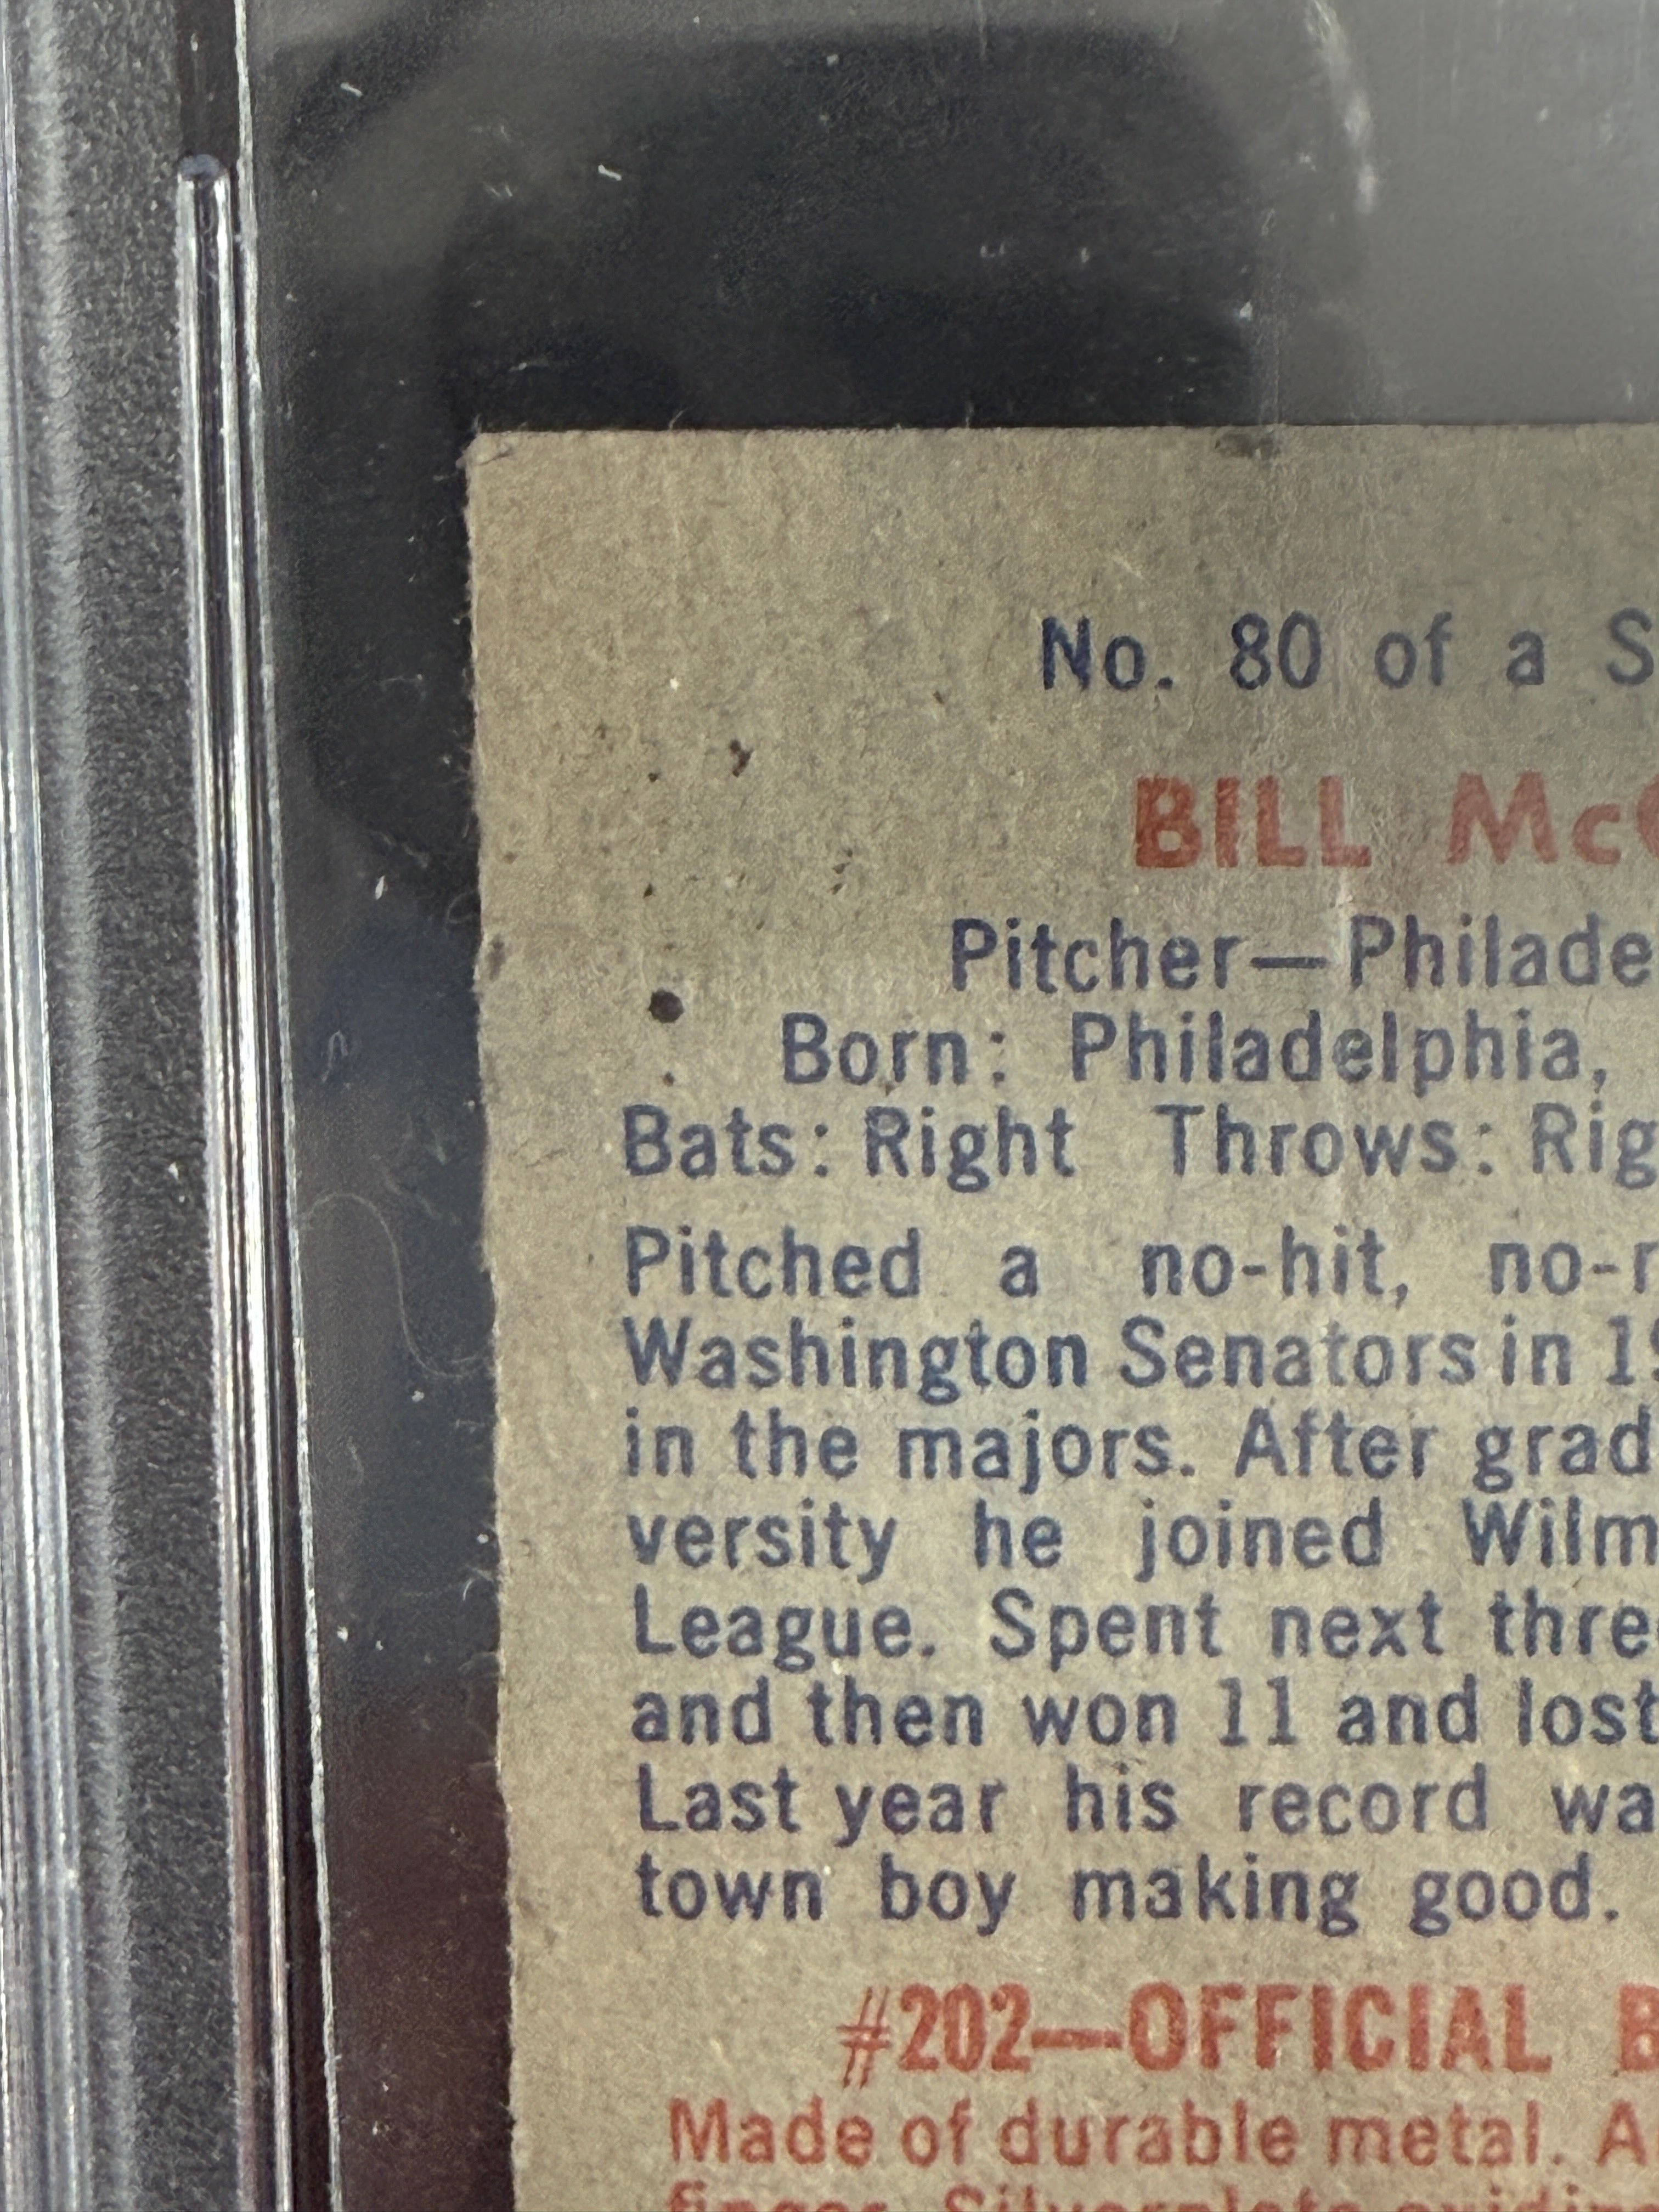 No. 80 of a S
BILL McC
Pitcher—Philade
Born: Philadelphia,
Bats: Right Throws: Rig
Pitched a no-hit, no-r
Washington Senators in 19
in the majors. After grad
versity he joined Wilm
League. Spent next thre
and then won 11 and lost
Last year his record wa
town boy making good.
#202—OFFICIAL B
Made of durable metal. A